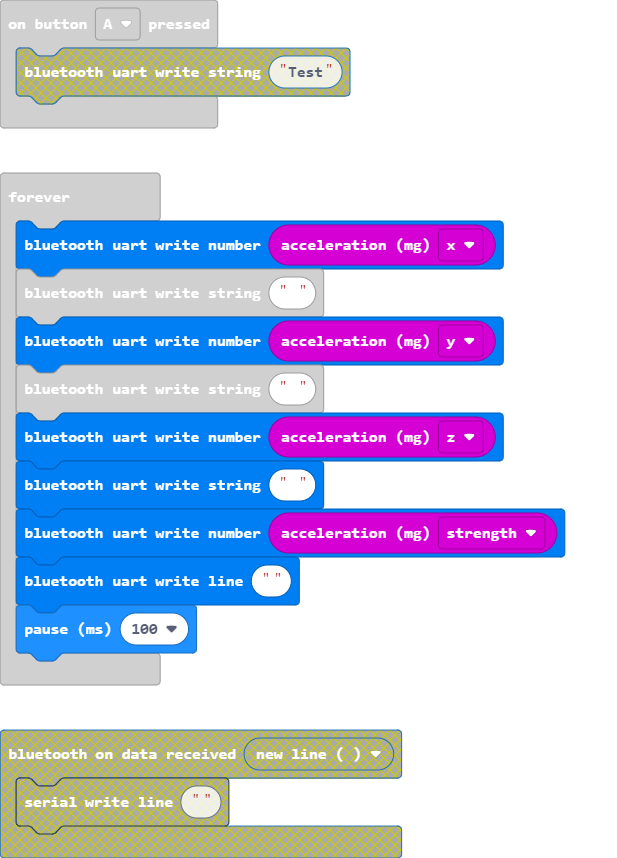 on button A pressed
bluetooth uart write string "Test"
forever
bluetooth uart write number acceleration (mg) x
bluetooth uart write string " "
bluetooth uart write number acceleration (mg) y
bluetooth uart write string " "
bluetooth uart write number acceleration (mg) z
bluetooth uart write string " "
bluetooth uart write number acceleration (mg) strength
bluetooth uart write line ""
pause (ms) 100
bluetooth on data received new line ( )
serial write line ""